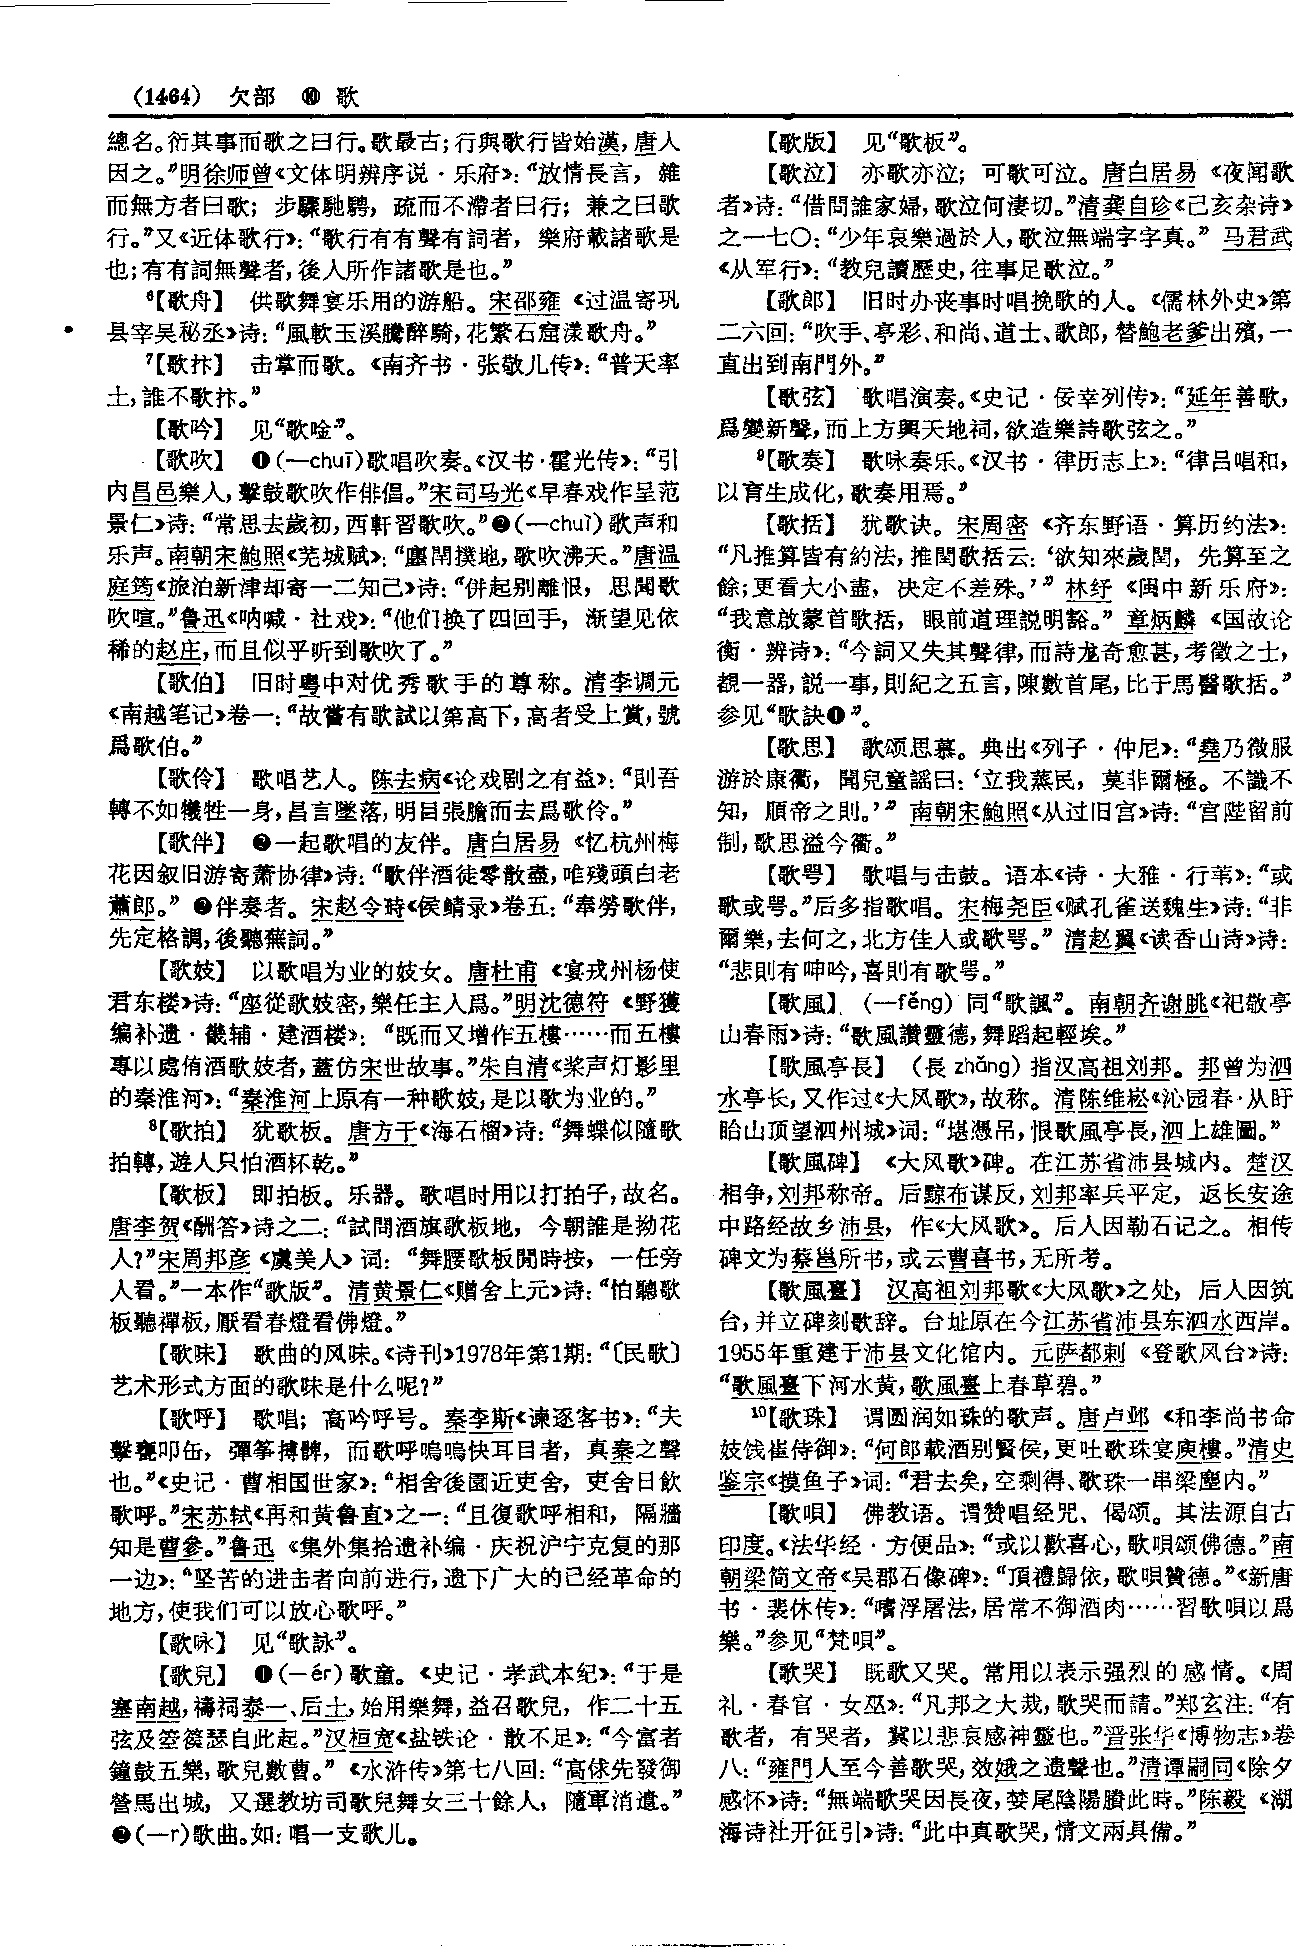 (1464) 欠部 ⑩ 歌
總名。衍其事而歌之曰行。歌最古；行與歌行皆始漢，唐人
因之。”明徐师曾《文体明辨序说·乐府》：“放情長言，雜
而無方者曰歌；步驟馳騁，疏而不滯者曰行；兼之曰歌
行。”又《近体歌行》：“歌行有有聲有詞者，樂府載諸歌是
也；有有詞無聲者，後人所作諸歌是也。”
⁶【歌舟】 供歌舞宴乐用的游船。宋邵雍《过温寄巩
县宰吴秘丞》诗：“風軟玉溪騰醉騎，花繁石窟漾歌舟。”
⁷【歌抃】 击掌而歌。《南齐书·张敬儿传》：“普天率
土，誰不歌抃。”
【歌吟】 见“歌唫”。
【歌吹】 ❶(—chuī)歌唱吹奏。《汉书·霍光传》：“引
内昌邑樂人，擊鼓歌吹作俳倡。”宋司马光《早春戏作呈范
景仁》诗：“常思去歲初，西軒習歌吹。”❷(—chuì)歌声和
乐声。南朝宋鲍照《芜城赋》：“廛閈撲地，歌吹沸天。”唐温
庭筠《旅泊新津却寄一二知己》诗：“併起别離恨，思聞歌
吹喧。”鲁迅《呐喊·社戏》：“他们换了四回手，渐望见依
稀的赵庄，而且似乎听到歌吹了。”
【歌伯】 旧时粤中对优秀歌手的尊称。清李调元
《南越笔记》卷一：“故嘗有歌試以第高下，高者受上賞，號
爲歌伯。”
【歌伶】 歌唱艺人。陈去病《论戏剧之有益》：“則吾
轉不如犧牲一身，昌言墜落，明目張膽而去爲歌伶。”
【歌伴】 ❷一起歌唱的友伴。唐白居易《忆杭州梅
花因叙旧游寄萧协律》诗：“歌伴酒徒零散盡，唯殘頭白老
蕭郎。”❷伴奏者。宋赵令畤《侯鲭录》卷五：“奉勞歌伴，
先定格調，後聽蕪詞。”
【歌妓】 以歌唱为业的妓女。唐杜甫《宴戎州杨使
君东楼》诗：“座從歌妓密，樂任主人爲。”明沈德符《野獲
编补遗·畿辅·建酒楼》：“既而又增作五樓……而五樓
專以處侑酒歌妓者，蓋仿宋世故事。”朱自清《桨声灯影里
的秦淮河》：“秦淮河上原有一种歌妓，是以歌为业的。”
⁸【歌拍】 犹歌板。唐方干《海石榴》诗：“舞蝶似隨歌
拍轉，遊人只怕酒杯乾。”
【歌板】 即拍板。乐器。歌唱时用以打拍子，故名。
唐李贺《酬答》诗之二：“試問酒旗歌板地，今朝誰是拗花
人？”宋周邦彦《虞美人》词：“舞腰歌板閒時按，一任旁
人看。”一本作“歌版”。清黄景仁《赠舍上元》诗：“怕聽歌
板聽禪板，厭看春燈看佛燈。”
【歌味】 歌曲的风味。《诗刊》1978年第1期：“〔民歌〕
艺术形式方面的歌味是什么呢？”
【歌呼】 歌唱；高吟呼号。秦李斯《谏逐客书》：“夫
擊甕叩缶，彈筝搏髀，而歌呼嗚嗚快耳目者，真秦之聲
也。”《史记·曹相国世家》：“相舍後園近吏舍，吏舍日飲
歌呼。”宋苏轼《再和黄鲁直》之一：“且復歌呼相和，隔牆
知是曹參。”鲁迅《集外集拾遗补编·庆祝沪宁克复的那
一边》：“坚苦的进击者向前进行，遗下广大的已经革命的
地方，使我们可以放心歌呼。”
【歌咏】 见“歌詠”。
【歌兒】 ❶(—ér)歌童。《史记·孝武本纪》：“于是
塞南越，禱祠泰一、后土，始用樂舞，益召歌兒，作二十五
弦及箜篌瑟自此起。”汉桓宽《盐铁论·散不足》：“今富者
鐘鼓五樂，歌兒數曹。”《水浒传》第七八回：“高俅先發御
營馬出城，又選教坊司歌兒舞女三十餘人，隨軍消遣。”
❷(—r)歌曲。如：唱一支歌儿。
【歌版】 见“歌板”。
【歌泣】 亦歌亦泣；可歌可泣。唐白居易《夜闻歌
者》诗：“借問誰家婦，歌泣何凄切。”清龚自珍《己亥杂诗》
之一七〇：“少年哀樂過於人，歌泣無端字字真。”马君武
《从军行》：“教兒讀歷史，往事足歌泣。”
【歌郎】 旧时办丧事时唱挽歌的人。《儒林外史》第
二六回：“吹手、亭彩、和尚、道士、歌郎，替鮑老爹出殯，一
直出到南門外。”
【歌弦】 歌唱演奏。《史记·佞幸列传》：“延年善歌，
爲變新聲，而上方興天地祠，欲造樂詩歌弦之。”
⁹【歌奏】 歌咏奏乐。《汉书·律历志上》：“律吕唱和，
以育生成化，歌奏用焉。”
【歌括】 犹歌诀。宋周密《齐东野语·算历约法》：
“凡推算皆有約法，推閏歌括云：‘欲知來歲閏，先算至之
餘；更看大小盡，决定不差殊。’”林纾《闽中新乐府》：
“我意啟蒙首歌括，眼前道理説明豁。”章炳麟《国故论
衡·辨诗》：“今詞又失其聲律，而詩尨奇愈甚，考徵之士，
覩一器，説一事，則紀之五言，陳數首尾，比于馬醫歌括。”
参见“歌訣❶”。
【歌思】 歌颂思慕。典出《列子·仲尼》：“堯乃微服
游於康衢，聞兒童謡曰：‘立我蒸民，莫非爾極。不識不
知，順帝之則。’”南朝宋鲍照《从过旧宫》诗：“宫陛留前
制，歌思溢今衢。”
【歌咢】 歌唱与击鼓。语本《诗·大雅·行苇》：“或
歌或咢。”后多指歌唱。宋梅尧臣《赋孔雀送魏生》诗：“非
爾樂，去何之，北方佳人或歌咢。”清赵翼《读香山诗》诗：
“悲則有呻吟，喜則有歌咢。”
【歌風】 (—fěng)同“歌諷”。南朝齐谢朓《祀敬亭
山春雨》诗：“歌風讚靈德，舞蹈起輕埃。”
【歌風亭長】 (長 zhǎng)指汉高祖刘邦。邦曾为泗
水亭长，又作过《大风歌》，故称。清陈维崧《沁园春·从盱
眙山顶望泗州城》词：“堪憑吊，恨歌風亭長，泗上雄圖。”
【歌風碑】 《大风歌》碑。在江苏省沛县城内。楚汉
相争，刘邦称帝。后黥布谋反，刘邦率兵平定，返长安途
中路经故乡沛县，作《大风歌》。后人因勒石记之。相传
碑文为蔡邕所书，或云曹喜书，无所考。
【歌風臺】 汉高祖刘邦歌《大风歌》之处，后人因筑
台，并立碑刻歌辞。台址原在今江苏省沛县东泗水西岸。
1955年重建于沛县文化馆内。元萨都剌《登歌风台》诗：
“歌風臺下河水黄，歌風臺上春草碧。”
¹⁰【歌珠】 谓圆润如珠的歌声。唐卢邺《和李尚书命
妓饯崔侍御》：“何郎載酒别賢侯，更吐歌珠宴庾樓。”清史
鉴宗《摸鱼子》词：“君去矣，空剩得、歌珠一串梁塵内。”
【歌唄】 佛教语。谓赞唱经咒、偈颂。其法源自古
印度。《法华经·方便品》：“或以歡喜心，歌唄頌佛德。”南
朝梁简文帝《吴郡石像碑》：“頂禮歸依，歌唄贊德。”《新唐
书·裴休传》：“嗜浮屠法，居常不御酒肉……習歌唄以爲
樂。”参见“梵唄”。
【歌哭】 既歌又哭。常用以表示强烈的感情。《周
礼·春官·女巫》：“凡邦之大烖，歌哭而請。”郑玄注：“有
歌者，有哭者，冀以悲哀感神靈也。”晋张华《博物志》卷
八：“雍門人至今善歌哭，效娥之遺聲也。”清谭嗣同《除夕
感怀》诗：“無端歌哭因長夜，婪尾陰陽賸此時。”陈毅《湖
海诗社开征引》诗：“此中真歌哭，情文兩具備。”